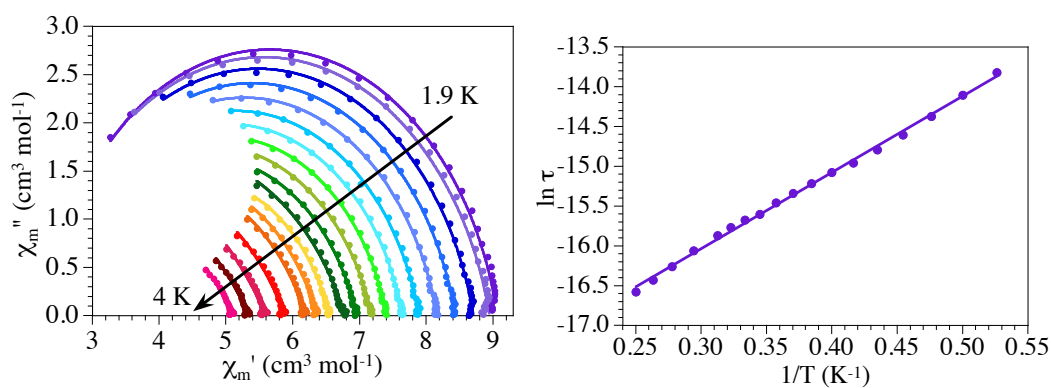 3.0
2.5
2.0
1.5
1.0
0.5
0.0
χm" (cm³ mol⁻¹)
1.9 K
4 K
3 4 5 6 7 8 9
χm' (cm³ mol⁻¹)
-13.5
-14.0
-14.5
-15.0
-15.5
-16.0
-16.5
-17.0
ln τ
0.25 0.30 0.35 0.40 0.45 0.50 0.55
1/T (K⁻¹)